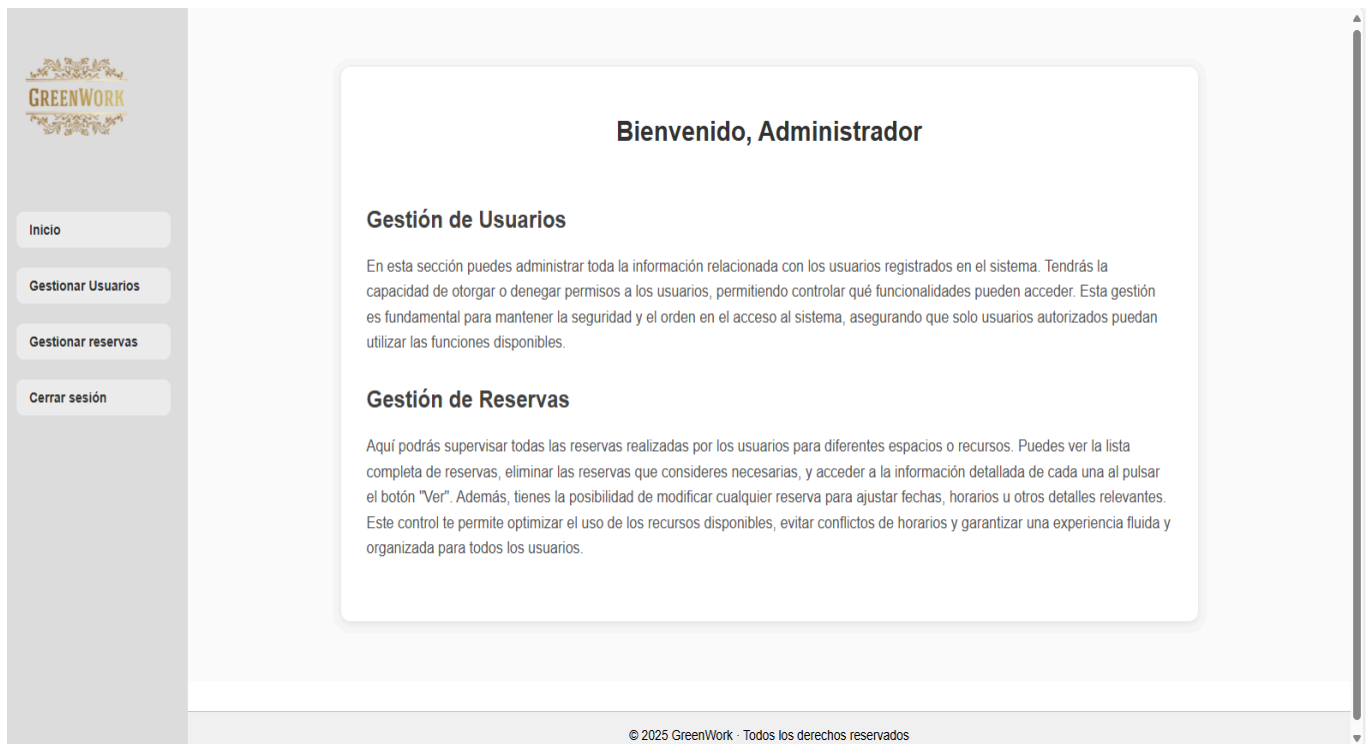 GREENWORK
Inicio
Gestionar Usuarios
Gestionar reservas
Cerrar sesión
Bienvenido, Administrador
Gestión de Usuarios
En esta sección puedes administrar toda la información relacionada con los usuarios registrados en el sistema. Tendrás la
capacidad de otorgar o denegar permisos a los usuarios, permitiendo controlar qué funcionalidades pueden acceder. Esta gestión
es fundamental para mantener la seguridad y el orden en el acceso al sistema, asegurando que solo usuarios autorizados puedan
utilizar las funciones disponibles.
Gestión de Reservas
Aquí podrás supervisar todas las reservas realizadas por los usuarios para diferentes espacios o recursos. Puedes ver la lista
completa de reservas, eliminar las reservas que consideres necesarias, y acceder a la información detallada de cada una al pulsar
el botón "Ver". Además, tienes la posibilidad de modificar cualquier reserva para ajustar fechas, horarios u otros detalles relevantes.
Este control te permite optimizar el uso de los recursos disponibles, evitar conflictos de horarios y garantizar una experiencia fluida y
organizada para todos los usuarios.
© 2025 GreenWork · Todos los derechos reservados